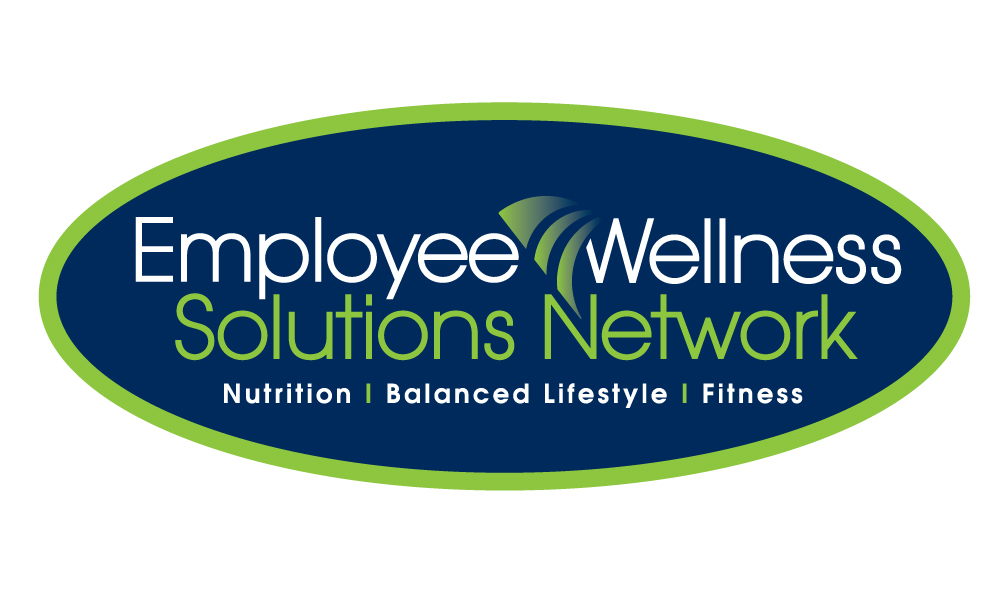 Employee Wellness
Solutions Network
Nutrition | Balanced Lifestyle | Fitness